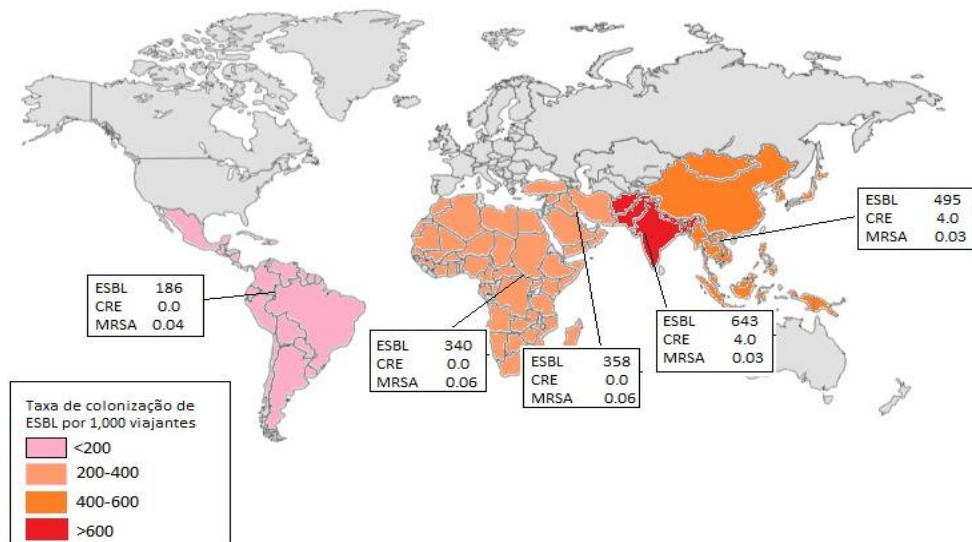 ESBL 495
CRE 4.0
MRSA 0.03
ESBL 186
CRE 0.0
MRSA 0.04
ESBL 340
CRE 0.0
MRSA 0.06
ESBL 358
CRE 0.0
MRSA 0.06
ESBL 643
CRE 4.0
MRSA 0.03
Taxa de colonização de
ESBL por 1,000 viajantes
<200
200-400
400-600
>600